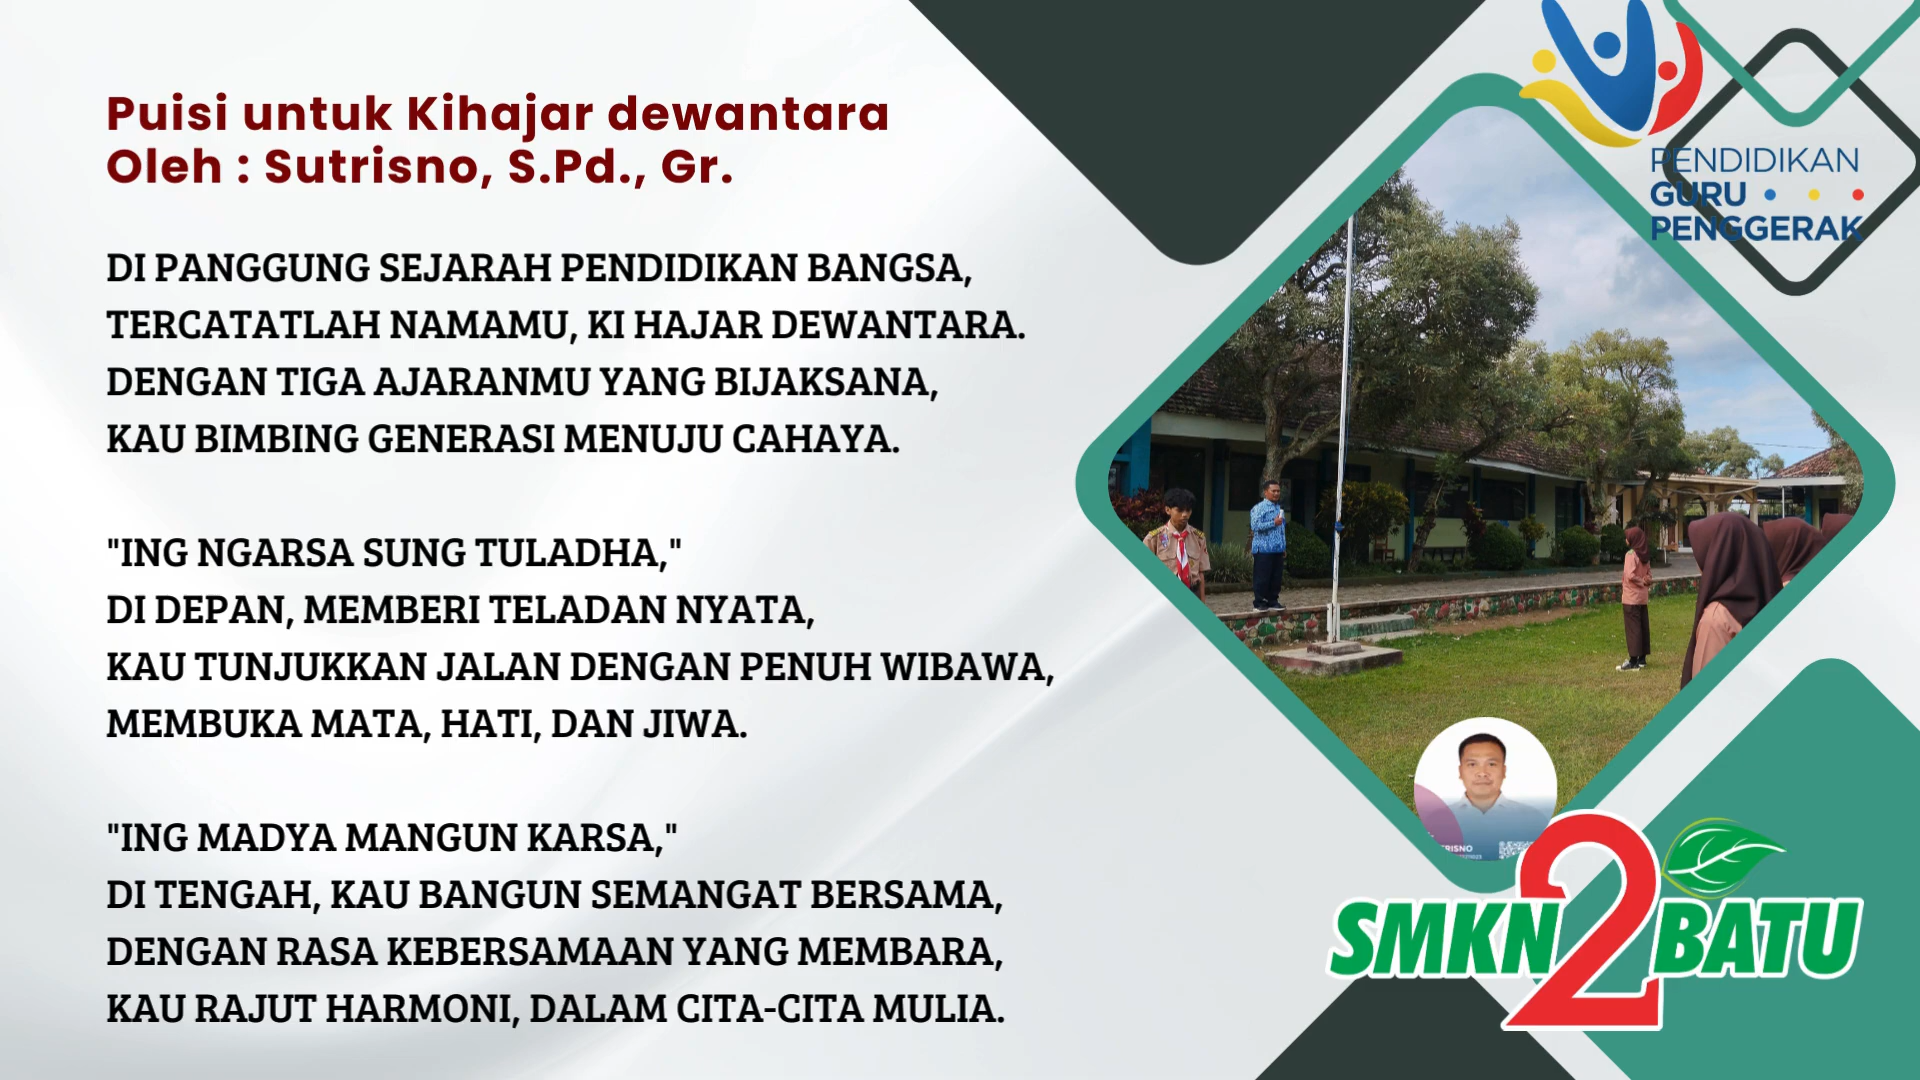 Puisi untuk Kihajar dewantara
Oleh : Sutrisno, S.Pd., Gr.
DI PANGGUNG SEJARAH PENDIDIKAN BANGSA,
TERCATATLAH NAMAMU, KI HAJAR DEWANTARA.
DENGAN TIGA AJARANMU YANG BIJAKSANA,
KAU BIMBING GENERASI MENUJU CAHAYA.
"ING NGARSA SUNG TULADHA,"
DI DEPAN, MEMBERI TELADAN NYATA,
KAU TUNJUKKAN JALAN DENGAN PENUH WIBAWA,
MEMBUKA MATA, HATI, DAN JIWA.
"ING MADYA MANGUN KARSA,"
DI TENGAH, KAU BANGUN SEMANGAT BERSAMA,
DENGAN RASA KEBERSAMAAN YANG MEMBARA,
KAU RAJUT HARMONI, DALAM CITA-CITA MULIA.
PENDIDIKAN
GURU
PENGGERAK
SMKN 2 BATU